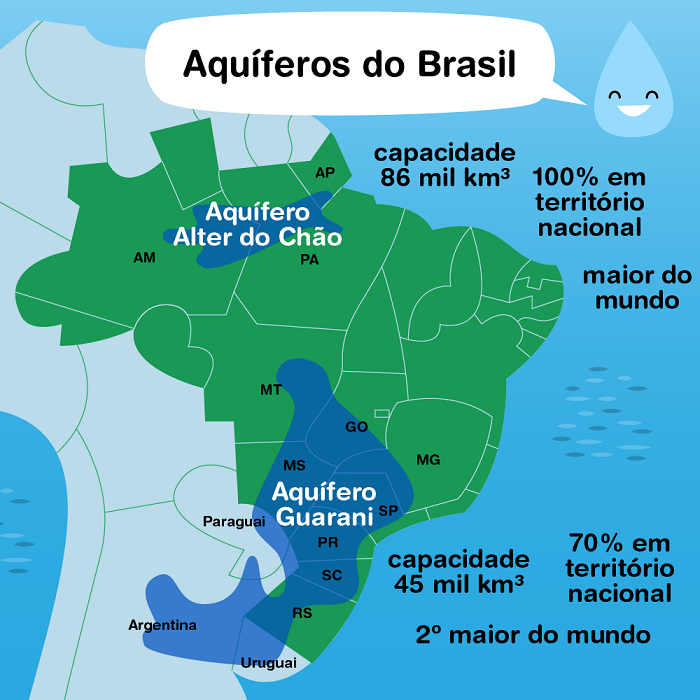 Aquíferos do Brasil
capacidade
86 mil km³
100% em
território
nacional
maior do
mundo
AP
Aquífero
Alter do Chão
AM
PA
MT
GO
MG
MS
Aquífero
Guarani
SP
Paraguai
PR
SC
RS
Argentina
Uruguai
capacidade
45 mil km³
70% em
território
nacional
2º maior do mundo